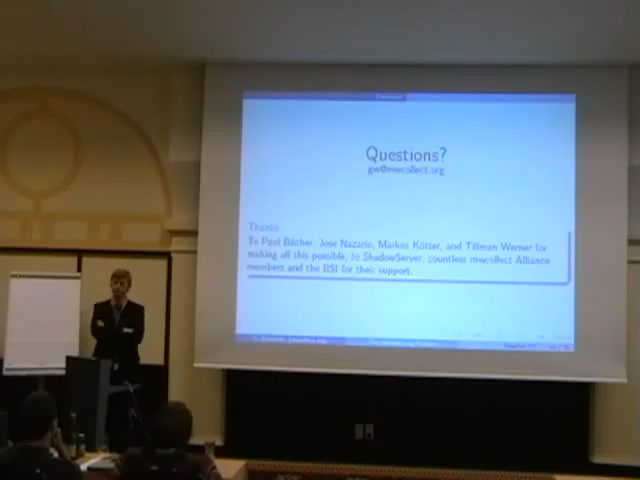 Questions?
gw@mwcollect.org
Thanks
To Paul Bächer, Jose Nazario, Markus Kötter, and Tillman Werner for
making all this possible; to ShadowServer, countless mwcollect Alliance
members and the BSI for their support.